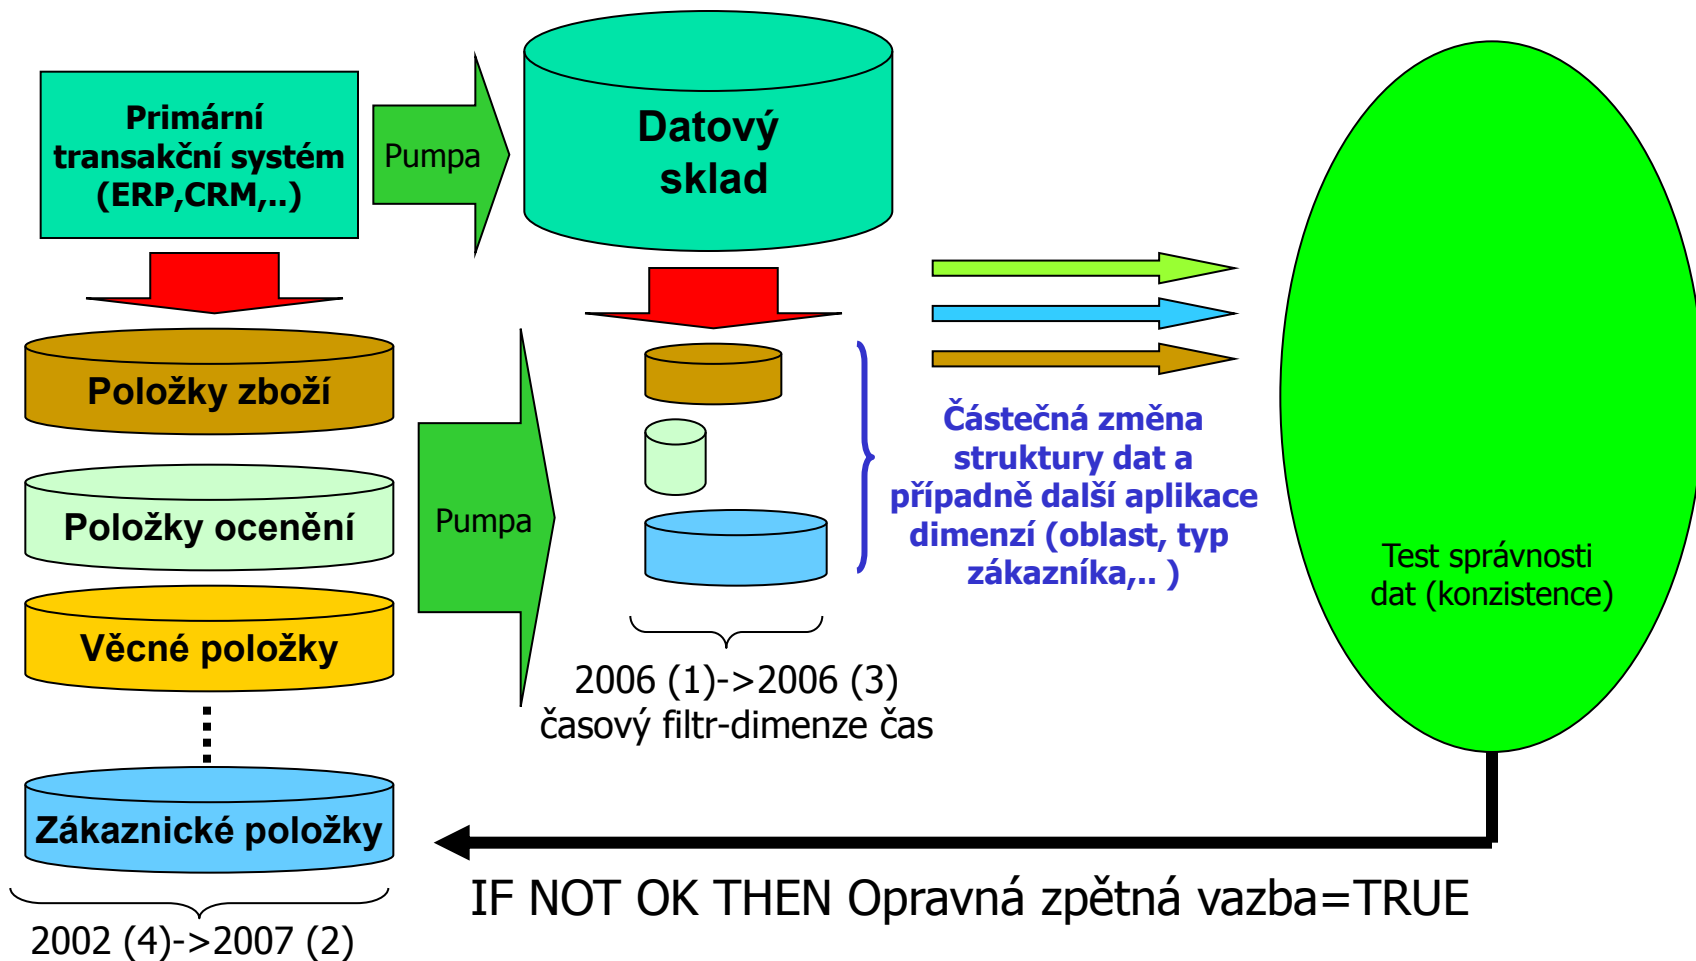 Primární
transakční systém
(ERP,CRM,..)
Pumpa
Datový
sklad
Položky zboží
Položky ocenění
Věcné položky
Zákaznické položky
2002 (4)->2007 (2)
Pumpa
2006 (1)->2006 (3)
časový filtr-dimenze čas
Částečná změna
struktury dat a
případně další aplikace
dimenzí (oblast, typ
zákazníka,.. )
Test správnosti
dat (konzistence)
IF NOT OK THEN Opravná zpětná vazba=TRUE